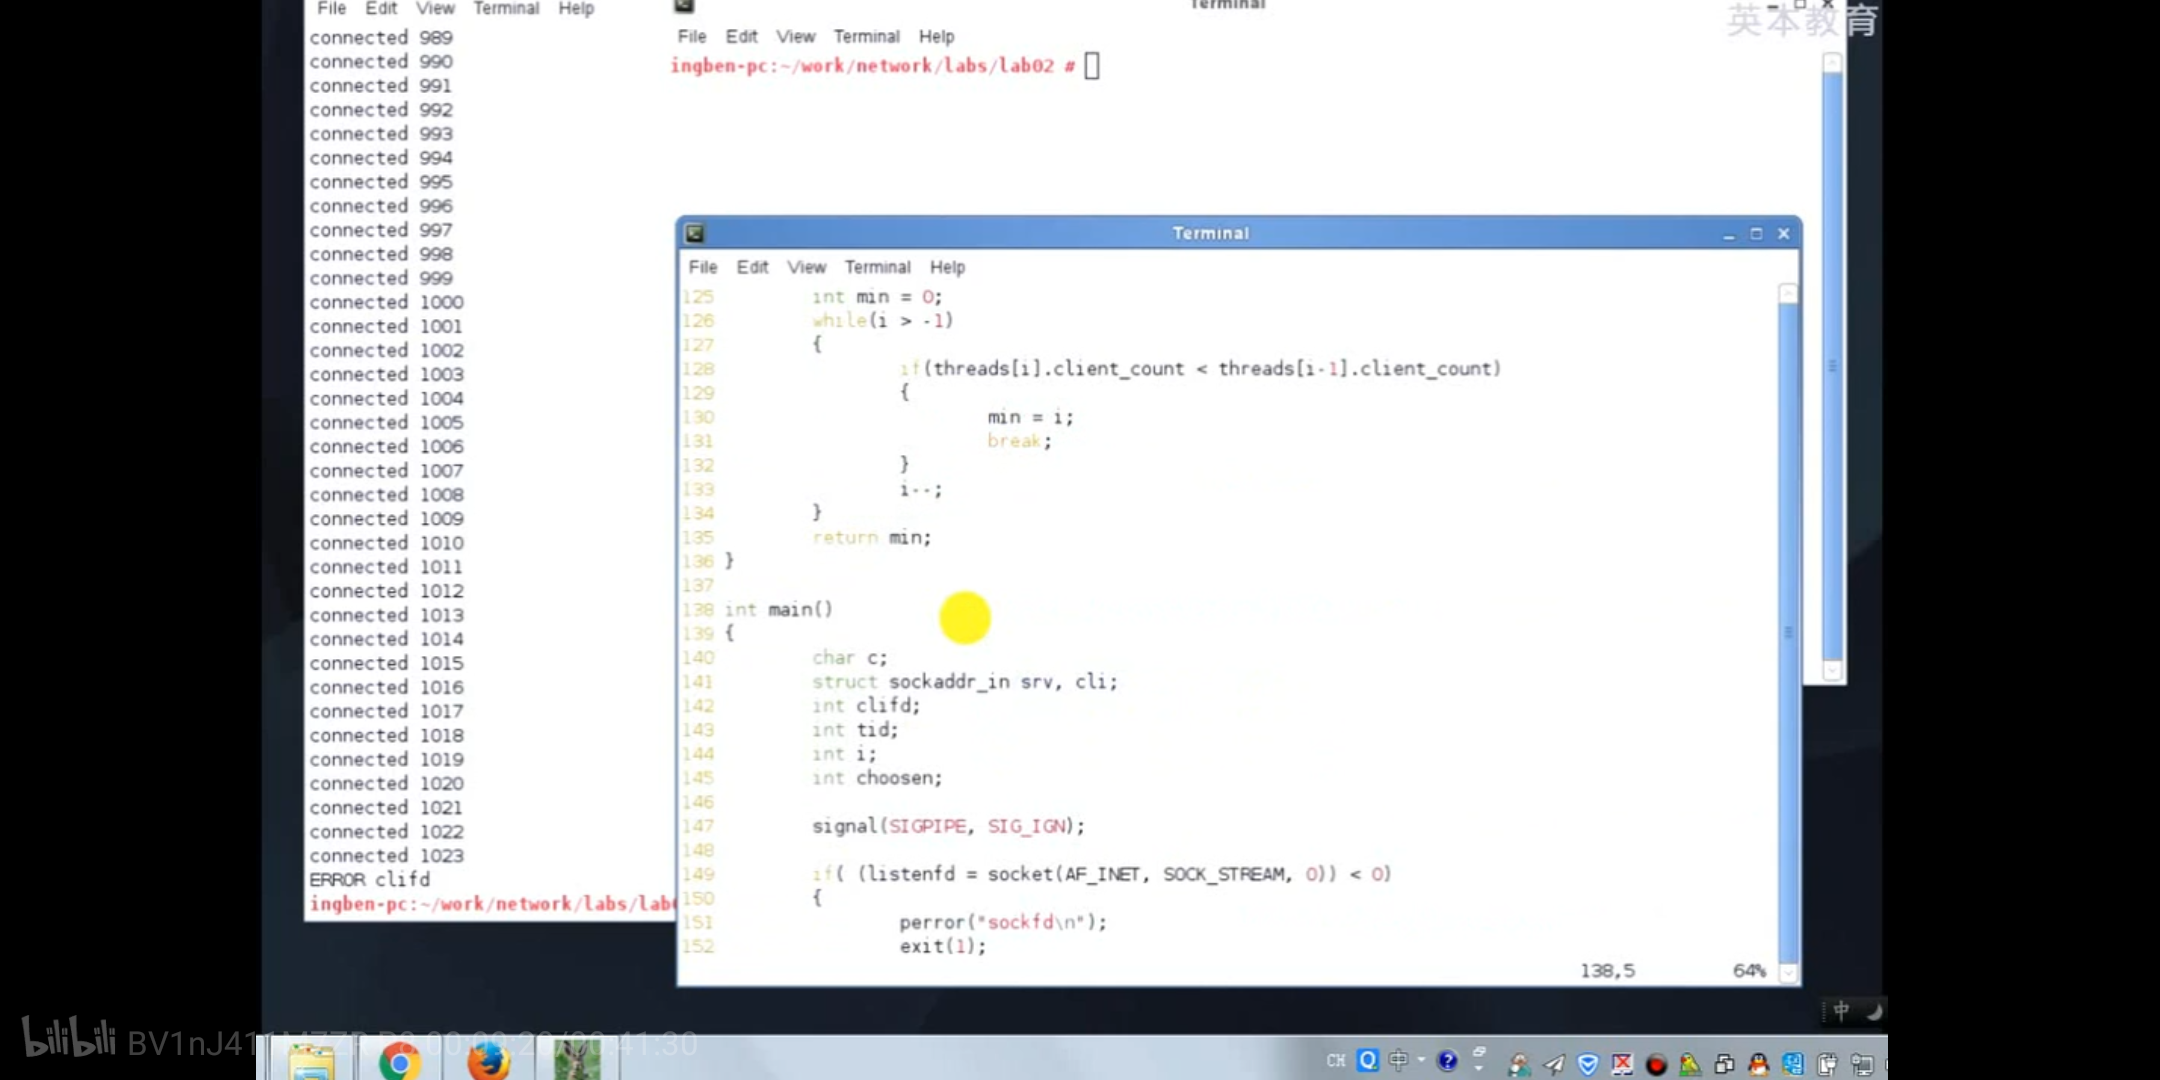 File Edit View Terminal Help
connected 989
connected 990
connected 991
connected 992
connected 993
connected 994
connected 995
connected 996
connected 997
connected 998
connected 999
connected 1000
connected 1001
connected 1002
connected 1003
connected 1004
connected 1005
connected 1006
connected 1007
connected 1008
connected 1009
connected 1010
connected 1011
connected 1012
connected 1013
connected 1014
connected 1015
connected 1016
connected 1017
connected 1018
connected 1019
connected 1020
connected 1021
connected 1022
connected 1023
ERROR clifd
ingben-pc:~/work/network/labs/lab
Terminal
英本教育
File Edit View Terminal Help
ingben-pc:~/work/network/labs/lab02 #
Terminal
File Edit View Terminal Help
125 int min = 0;
126 while(i > -1)
127 {
128 if(threads[i].client_count < threads[i-1].client_count)
129 {
130 min = i;
131 break;
132 }
133 i--;
134 }
135 return min;
136 }
137
138 int main()
139 {
140 char c;
141 struct sockaddr_in srv, cli;
142 int clifd;
143 int tid;
144 int i;
145 int choosen;
146
147 signal(SIGPIPE, SIG_IGN);
148
149 if( (listenfd = socket(AF_INET, SOCK_STREAM, 0)) < 0)
150 {
151 perror("sockfd\n");
152 exit(1);
138,5 64%
中
bilibili
CH 中